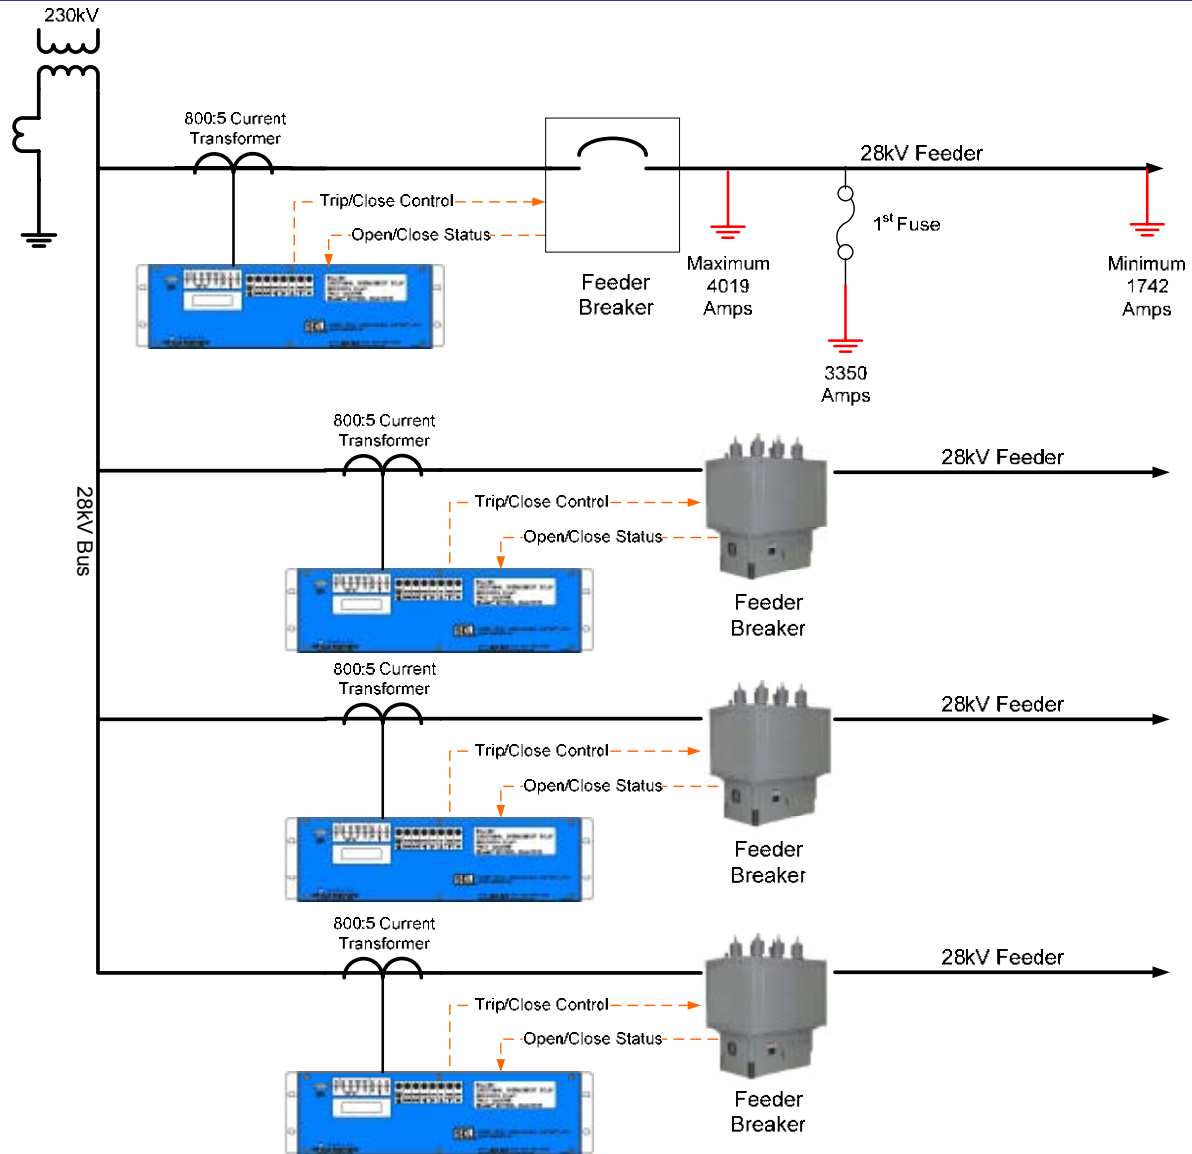 230kV
800:5 Current
Transformer
28kV Feeder
Trip/Close Control
Open/Close Status
1st Fuse
Feeder
Breaker
Maximum
4019
Amps
Minimum
1742
Amps
3350
Amps
800:5 Current
Transformer
28kV Feeder
28kV Bus
Trip/Close Control
Open/Close Status
Feeder
Breaker
800:5 Current
Transformer
28kV Feeder
Trip/Close Control
Open/Close Status
Feeder
Breaker
800:5 Current
Transformer
28kV Feeder
Trip/Close Control
Open/Close Status
Feeder
Breaker